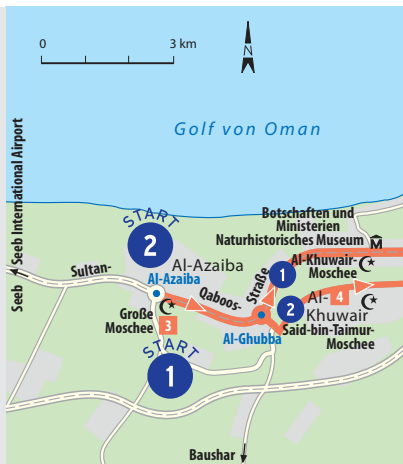 0 3 km
N
Golf von Oman
Seeb International Airport
Seeb
START
2
Sultan-
Qaboos-
Straße
Al-Azaiba
Al-Azaiba
Große
Moschee
3
START
1
Al-Ghubba
Botschaften und
Ministerien
Naturhistorisches Museum
M
1
Al-Khuwair-
Moschee
2
Al-
Khuwair
4
Said-bin-Taimur-
Moschee
Baushar